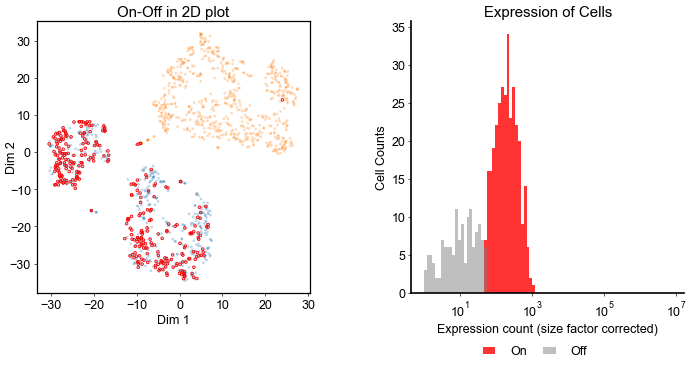 On-Off in 2D plot
30
20
10
0
−10
−20
−30
Dim 2
−30 −20 −10 0 10 20 30
Dim 1
Expression of Cells
35
30
25
20
15
10
5
0
Cell Counts
10^1 10^3 10^5 10^7
Expression count (size factor corrected)
On Off